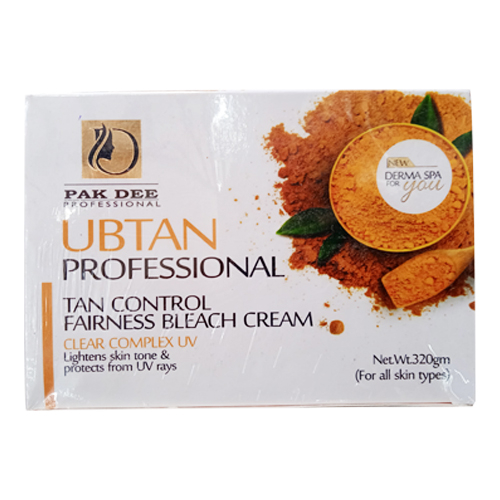 PAK DEE
PROFESSIONAL
UBTAN
PROFESSIONAL
TAN CONTROL
FAIRNESS BLEACH CREAM
CLEAR COMPLEX UV
Lightens skin tone &
protects from UV rays
NEW
DERMA SPA
FOR you
Net.Wt.320gm
(For all skin types)